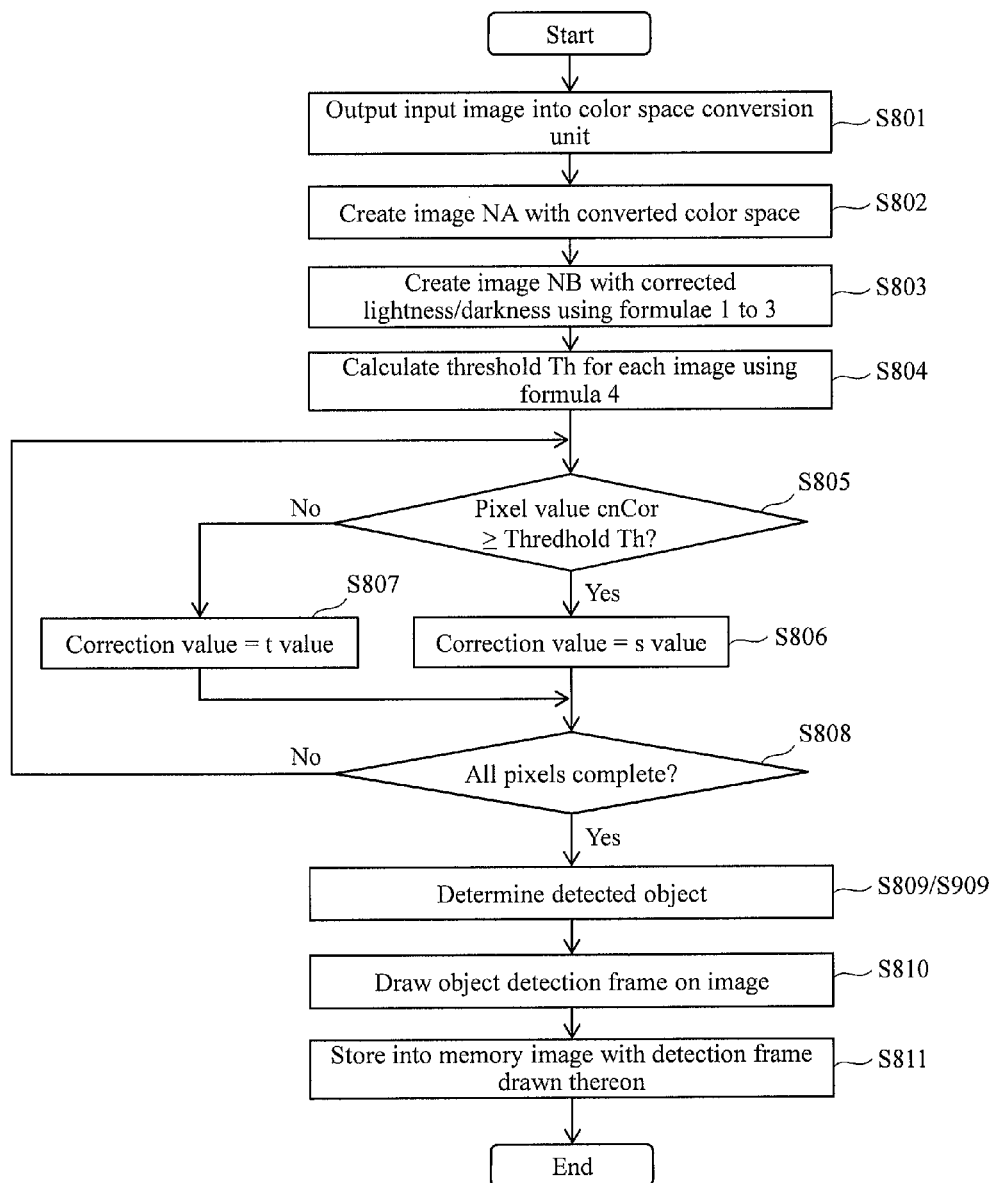 Start
Output input image into color space conversion
unit
S801
Create image NA with converted color space
S802
Create image NB with corrected
lightness/darkness using formulae 1 to 3
S803
Calculate threshold Th for each image using
formula 4
S804
S805
Pixel value cnCor
≥ Thredhold Th?
No
Yes
S807
Correction value = t value
Correction value = s value
S806
S808
All pixels complete?
No
Yes
Determine detected object
S809/S909
Draw object detection frame on image
S810
Store into memory image with detection frame
drawn thereon
S811
End